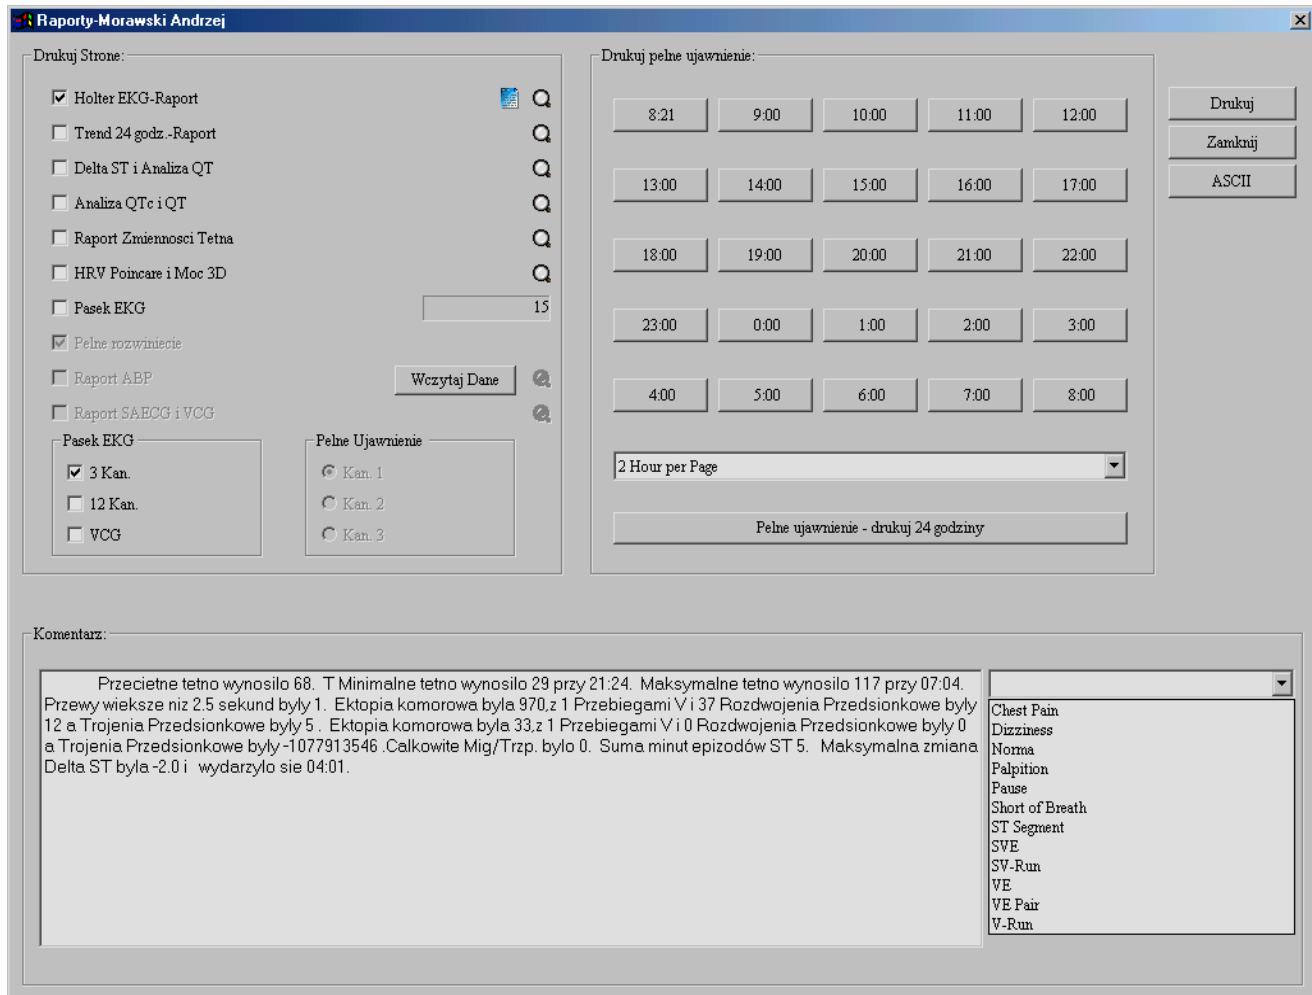 Raporty-Morawski Andrzej
Drukuj Strone:
Holter EKG-Raport
Trend 24 godz.-Raport
Delta ST i Analiza QT
Analiza QTc i QT
Raport Zmiennosci Tetna
HRV Poincare i Moc 3D
Pasek EKG 15
Pelne rozwiniecie
Raport ABP Wczytaj Dane
Raport SAECG i VCG
Pasek EKG
3 Kan.
12 Kan.
VCG
Pelne Ujawnienie
Kan. 1
Kan. 2
Kan. 3
Drukuj pelne ujawnienie:
8:21 9:00 10:00 11:00 12:00
13:00 14:00 15:00 16:00 17:00
18:00 19:00 20:00 21:00 22:00
23:00 0:00 1:00 2:00 3:00
4:00 5:00 6:00 7:00 8:00
2 Hour per Page
Pelne ujawnienie - drukuj 24 godziny
Drukuj
Zamknij
ASCII
Komentarz:
Przecietne tetno wynosilo 68. T Minimalne tetno wynosilo 29 przy 21:24. Maksymalne tetno wynosilo 117 przy 07:04.
Przewy wieksze niz 2.5 sekund byly 1. Ektopia komorowa byla 970,z 1 Przebiegami V i 37 Rozdwojenia Przedsionkowe byly
12 a Trojenia Przedsionkowe byly 5 . Ektopia komorowa byla 33,z 1 Przebiegami V i 0 Rozdwojenia Przedsionkowe byly 0
a Trojenia Przedsionkowe byly -1077913546 .Calkowite Mig/Trzp. bylo 0. Suma minut epizodów ST 5. Maksymalna zmiana
Delta ST byla -2.0 i wydarzylo sie 04:01.
Chest Pain
Dizziness
Norma
Palpition
Pause
Short of Breath
ST Segment
SVE
SV-Run
VE
VE Pair
V-Run